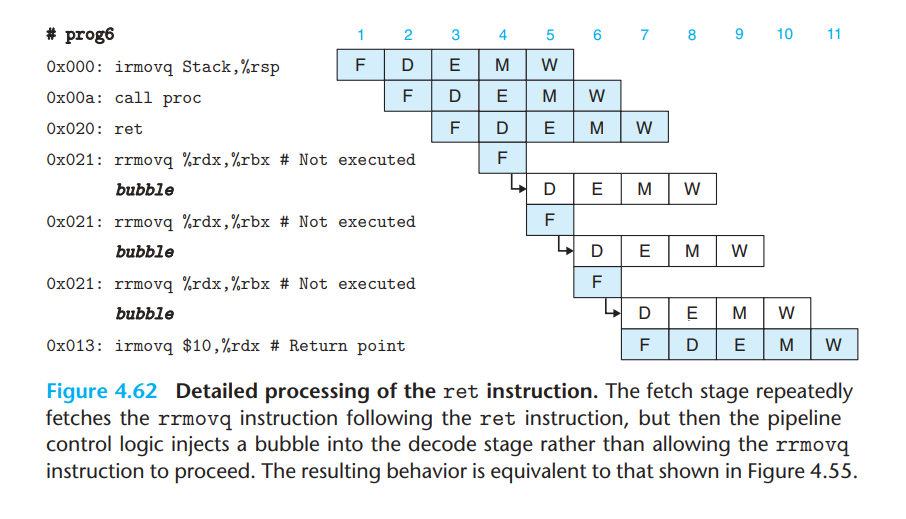 # prog6 1 2 3 4 5 6 7 8 9 10 11
0x000: irmovq Stack,%rsp F D E M W
0x00a: call proc F D E M W
0x020: ret F D E M W
0x021: rrmovq %rdx,%rbx # Not executed F
bubble D E M W
0x021: rrmovq %rdx,%rbx # Not executed F
bubble D E M W
0x021: rrmovq %rdx,%rbx # Not executed F
bubble D E M W
0x013: irmovq $10,%rdx # Return point F D E M W
Figure 4.62 Detailed processing of the ret instruction. The fetch stage repeatedly
fetches the rrmovq instruction following the ret instruction, but then the pipeline
control logic injects a bubble into the decode stage rather than allowing the rrmovq
instruction to proceed. The resulting behavior is equivalent to that shown in Figure 4.55.